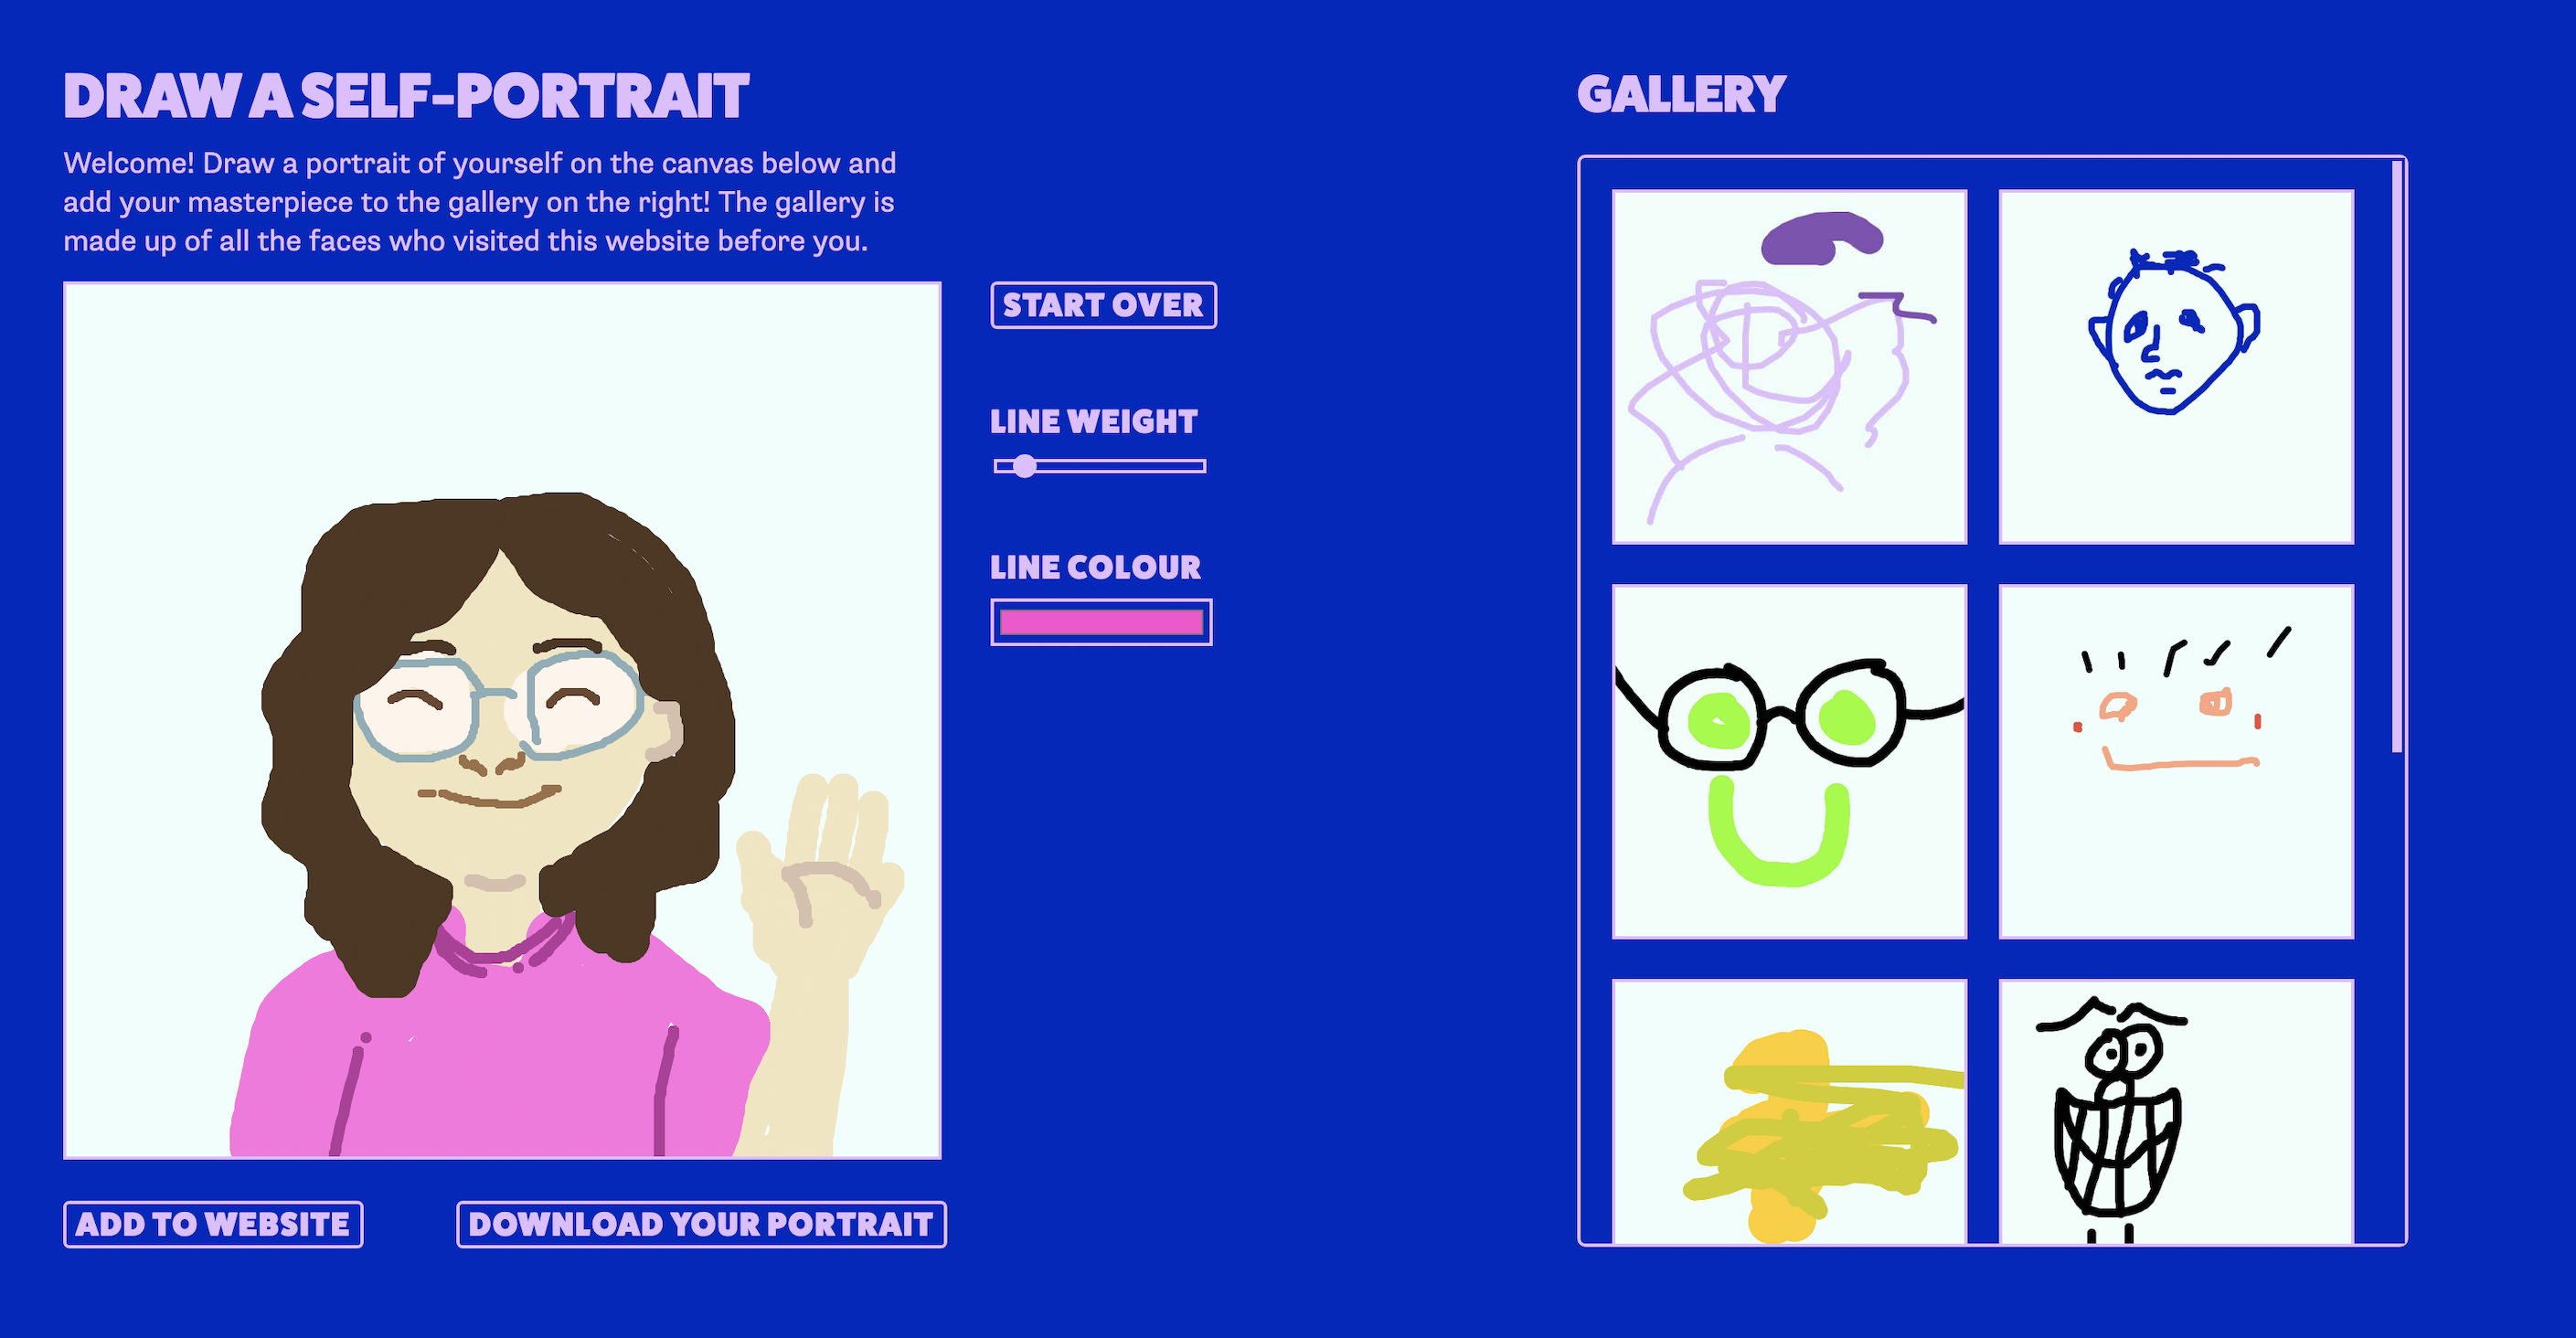 DRAW A SELF-PORTRAIT
Welcome! Draw a portrait of yourself on the canvas below and
add your masterpiece to the gallery on the right! The gallery is
made up of all the faces who visited this website before you.
START OVER
LINE WEIGHT
LINE COLOUR
ADD TO WEBSITE
DOWNLOAD YOUR PORTRAIT
GALLERY